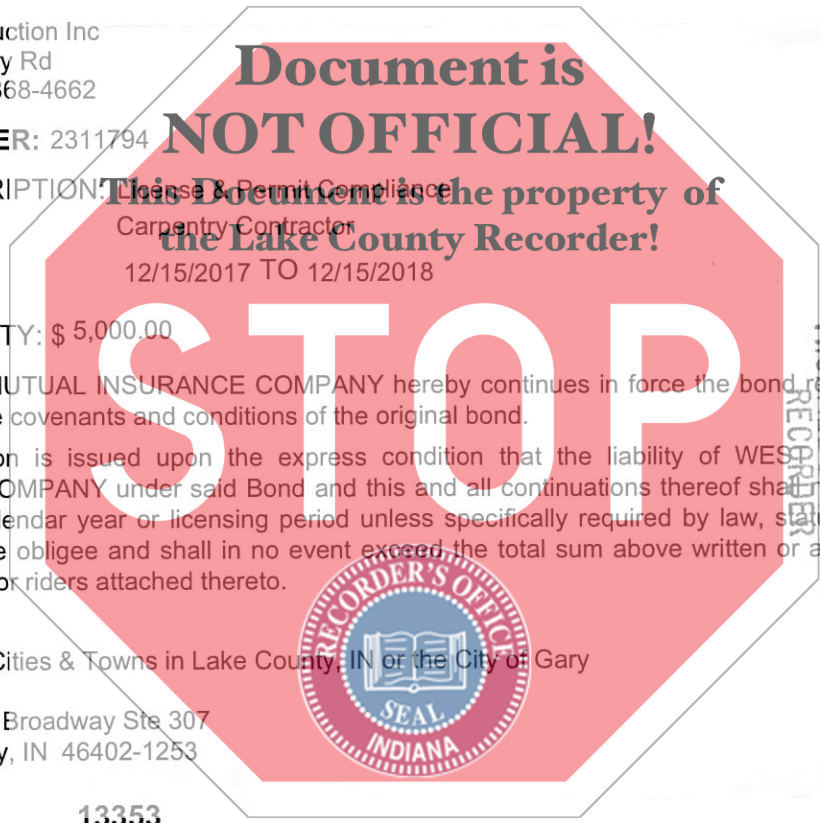 uction Inc
y Rd
68-4662
Document is
NOT OFFICIAL!
This Document is the property of
the Lake County Recorder!
ER: 2311794
RIPTION: License & Permit Compliance
Carpentry Contractor
12/15/2017 TO 12/15/2018
STOP
TY: $ 5,000.00
MUTUAL INSURANCE COMPANY hereby continues in force the bond
covenants and conditions of the original bond.
on is issued upon the express condition that the liability of WES
OMPANY under said Bond and this and all continuations thereof shal
endar year or licensing period unless specifically required by law,
e obligee and shall in no event exceed the total sum above written or
or riders attached thereto.
RECORDER
RECORDER'S OFFICE
SEAL
INDIANA
Cities & Towns in Lake County, IN or the City of Gary
Broadway Ste 307
y, IN 46402-1253
13353